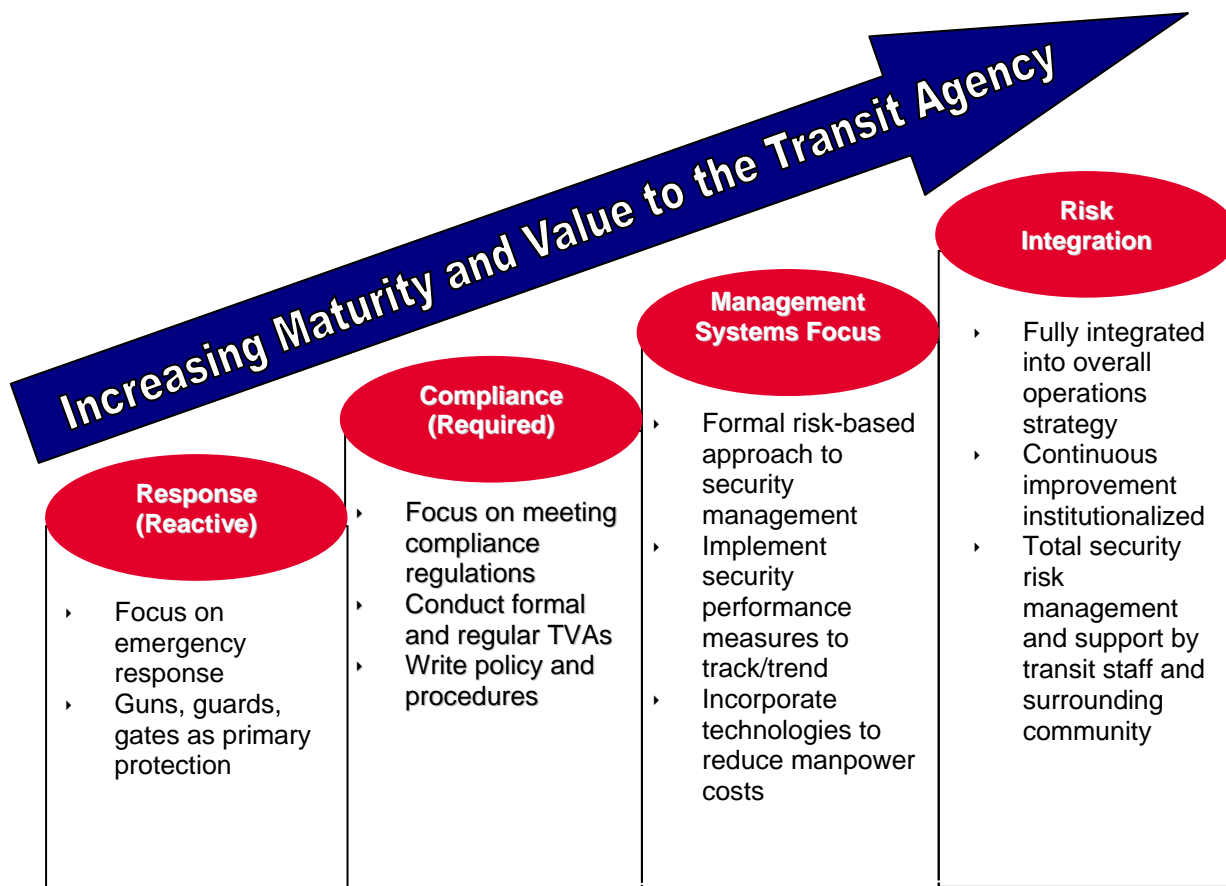 Increasing Maturity and Value to the Transit Agency
Response
(Reactive)
‣ Focus on
emergency
response
‣ Guns, guards,
gates as primary
protection
Compliance
(Required)
‣ Focus on meeting
compliance
regulations
‣ Conduct formal
and regular TVAs
‣ Write policy and
procedures
Management
Systems Focus
‣ Formal risk-based
approach to
security
management
‣ Implement
security
performance
measures to
track/trend
‣ Incorporate
technologies to
reduce manpower
costs
Risk
Integration
‣ Fully integrated
into overall
operations
strategy
‣ Continuous
improvement
institutionalized
‣ Total security
risk
management
and support by
transit staff and
surrounding
community